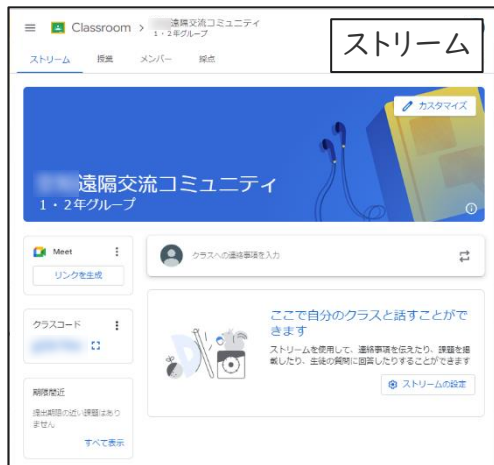 Classroom > 遠隔交流コミュニティ
1・2年グループ
ストリーム
ストリーム 授業 メンバー 採点
カスタマイズ
遠隔交流コミュニティ
1・2年グループ
Meet
リンクを生成
クラスへの連絡事項を入力
クラスコード
ここで自分のクラスと話すことがで
きます
ストリームを使用して、連絡事項を伝えたり、課題を掲
載したり、生徒の質問に回答したりすることができます
ストリームの設定
期限間近
提出期限の近い課題はあり
ません
すべて表示